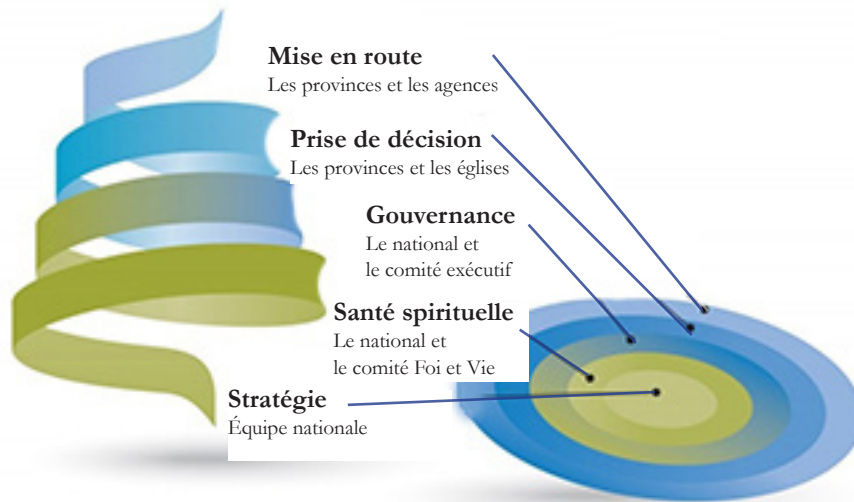 Mise en route
Les provinces et les agences
Prise de décision
Les provinces et les églises
Gouvernance
Le national et
le comité exécutif
Santé spirituelle
Le national et
le comité Foi et Vie
Stratégie
Équipe nationale